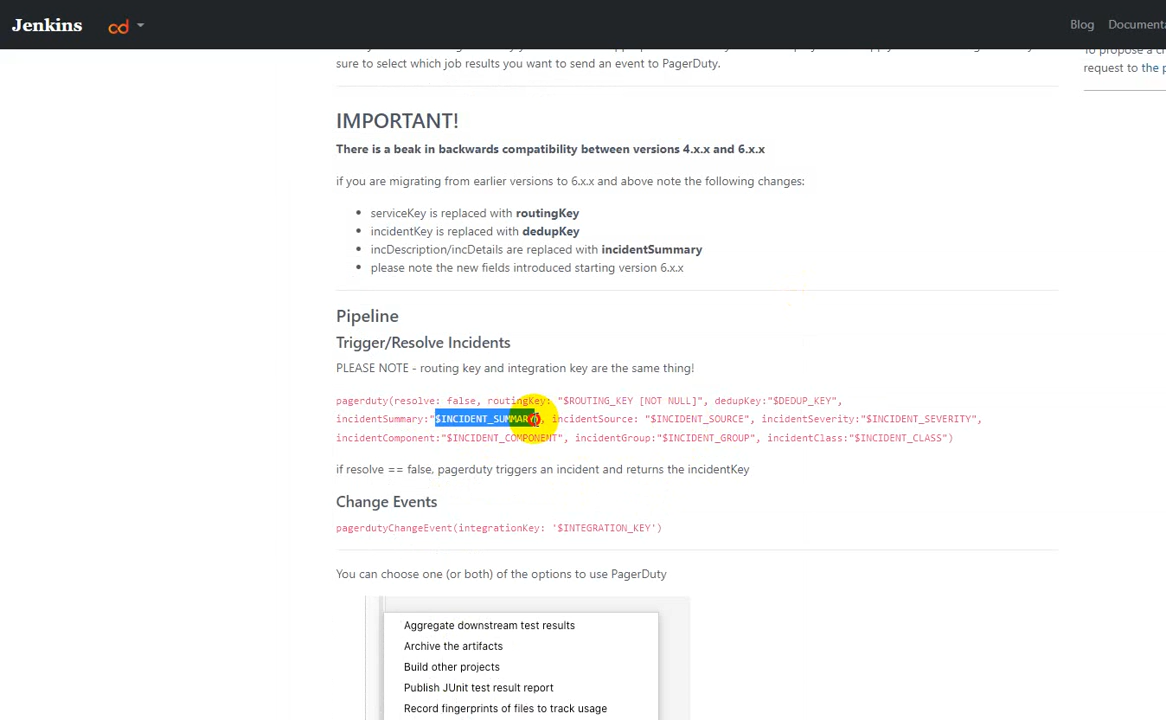 Jenkins cd Blog
sure to select which job results you want to send an event to PagerDuty.
request to the p
IMPORTANT!
There is a beak in backwards compatibility between versions 4.x.x and 6.x.x
if you are migrating from earlier versions to 6.x.x and above note the following changes:
• serviceKey is replaced with routingKey
• incidentKey is replaced with dedupKey
• incDescription/incDetails are replaced with incidentSummary
• please note the new fields introduced starting version 6.x.x
Pipeline
Trigger/Resolve Incidents
PLEASE NOTE - routing key and integration key are the same thing!
pagerduty(resolve: false, routingKey: "$ROUTING_KEY [NOT NULL]", dedupKey:"$DEDUP_KEY",
incidentSummary:"$INCIDENT_SUMMARY", incidentSource: "$INCIDENT_SOURCE", incidentSeverity:"$INCIDENT_SEVERITY",
incidentComponent:"$INCIDENT_COMPONENT", incidentGroup:"$INCIDENT_GROUP", incidentClass:"$INCIDENT_CLASS")
if resolve == false, pagerduty triggers an incident and returns the incidentKey
Change Events
pagerdutyChangeEvent(integrationKey: '$INTEGRATION_KEY')
You can choose one (or both) of the options to use PagerDuty
Aggregate downstream test results
Archive the artifacts
Build other projects
Publish JUnit test result report
Record fingerprints of files to track usage